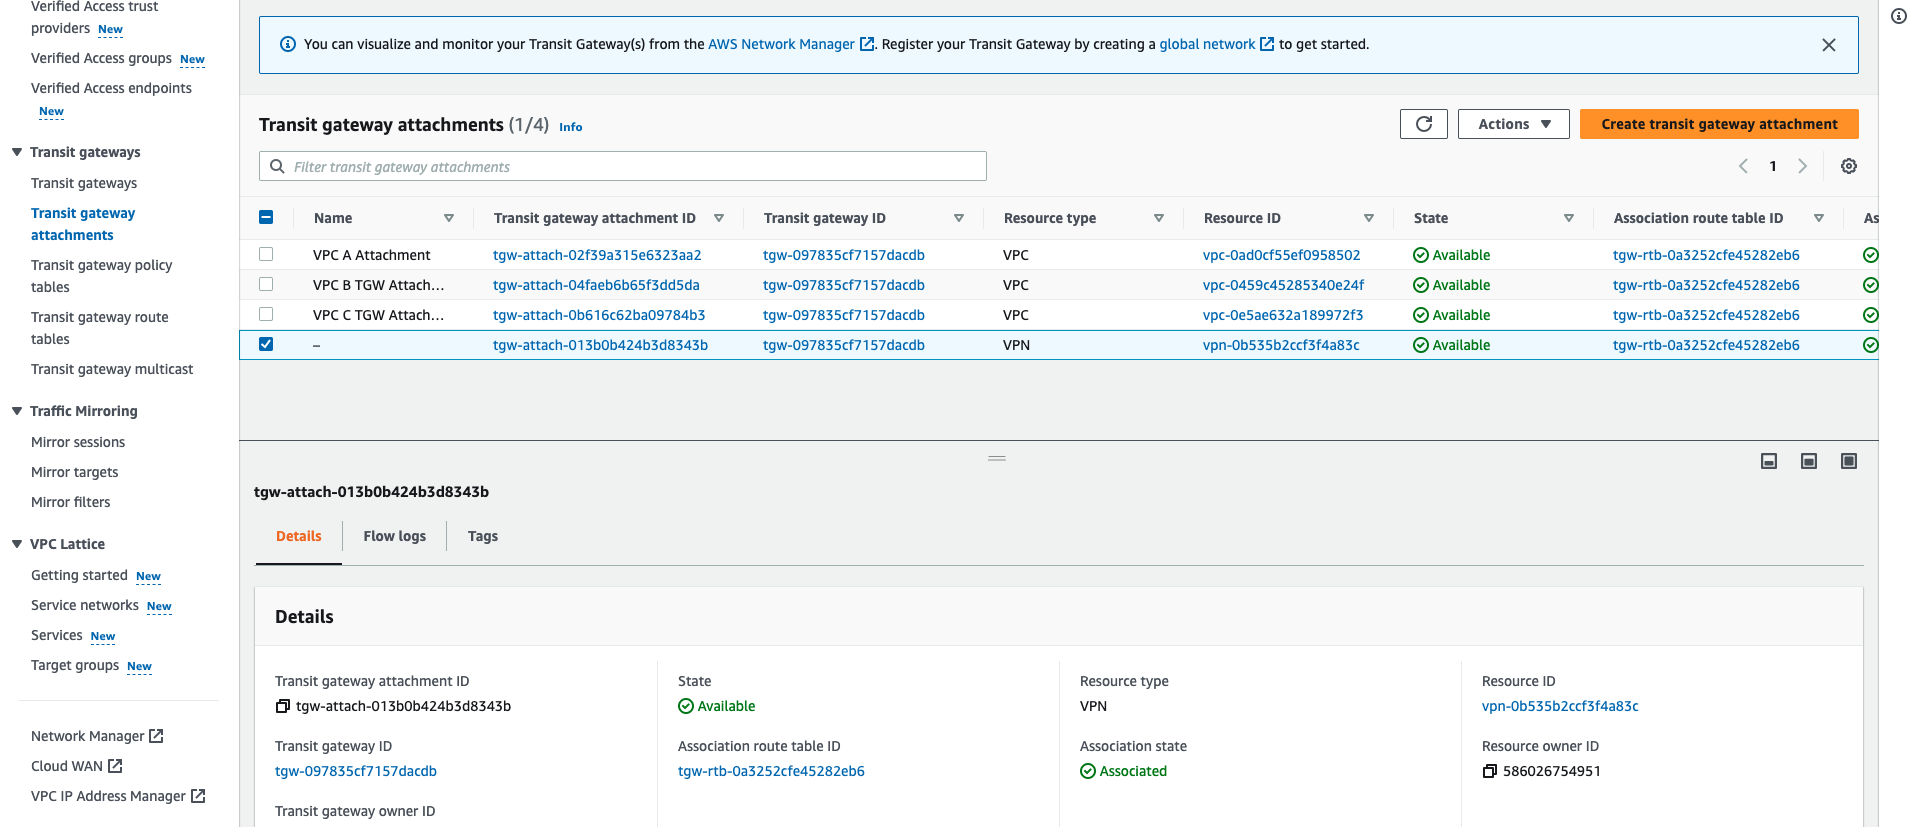 Verified Access trust
providers New
Verified Access groups New
Verified Access endpoints
New
Transit gateways
Transit gateways
Transit gateway
attachments
Transit gateway policy
tables
Transit gateway route
tables
Transit gateway multicast
Traffic Mirroring
Mirror sessions
Mirror targets
Mirror filters
VPC Lattice
Getting started New
Service networks New
Services New
Target groups New
Network Manager
Cloud WAN
VPC IP Address Manager
You can visualize and monitor your Transit Gateway(s) from the AWS Network Manager. Register your Transit Gateway by creating a global network to get started.
Transit gateway attachments (1/4) Info
Actions
Create transit gateway attachment
Filter transit gateway attachments
1
Name Transit gateway attachment ID Transit gateway ID Resource type Resource ID State Association route table ID As
VPC A Attachment tgw-attach-02f39a315e6323aa2 tgw-097835cf7157dacdb VPC vpc-0ad0cf55ef0958502 Available tgw-rtb-0a3252cfe45282eb6
VPC B TGW Attach... tgw-attach-04faeb6b65f3dd5da tgw-097835cf7157dacdb VPC vpc-0459c45285340e24f Available tgw-rtb-0a3252cfe45282eb6
VPC C TGW Attach... tgw-attach-0b616c62ba09784b3 tgw-097835cf7157dacdb VPC vpc-0e5ae632a189972f3 Available tgw-rtb-0a3252cfe45282eb6
– tgw-attach-013b0b424b3d8343b tgw-097835cf7157dacdb VPN vpn-0b535b2ccf3f4a83c Available tgw-rtb-0a3252cfe45282eb6
tgw-attach-013b0b424b3d8343b
Details Flow logs Tags
Details
Transit gateway attachment ID State Resource type Resource ID
tgw-attach-013b0b424b3d8343b Available VPN vpn-0b535b2ccf3f4a83c
Transit gateway ID Association route table ID Association state Resource owner ID
tgw-097835cf7157dacdb tgw-rtb-0a3252cfe45282eb6 Associated 586026754951
Transit gateway owner ID